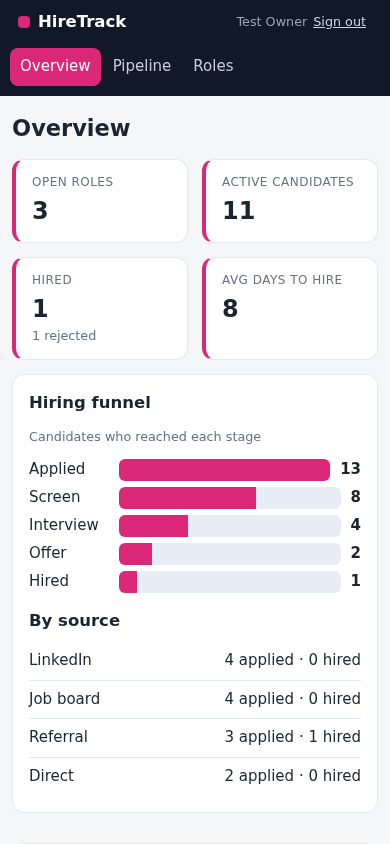 HireTrack
Test Owner Sign out
Overview Pipeline Roles
Overview
OPEN ROLES
3
ACTIVE CANDIDATES
11
HIRED
1
1 rejected
AVG DAYS TO HIRE
8
Hiring funnel
Candidates who reached each stage
Applied 13
Screen 8
Interview 4
Offer 2
Hired 1
By source
LinkedIn 4 applied · 0 hired
Job board 4 applied · 0 hired
Referral 3 applied · 1 hired
Direct 2 applied · 0 hired